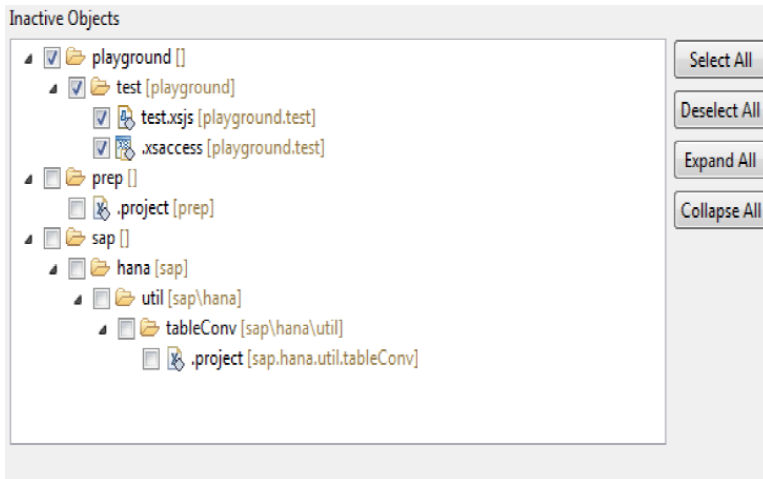 Inactive Objects
playground []
test [playground]
test.xsjs [playground.test]
.xsaccess [playground.test]
prep []
.project [prep]
sap []
hana [sap]
util [sap\hana]
tableConv [sap\hana\util]
.project [sap.hana.util.tableConv]
Select All
Deselect All
Expand All
Collapse All